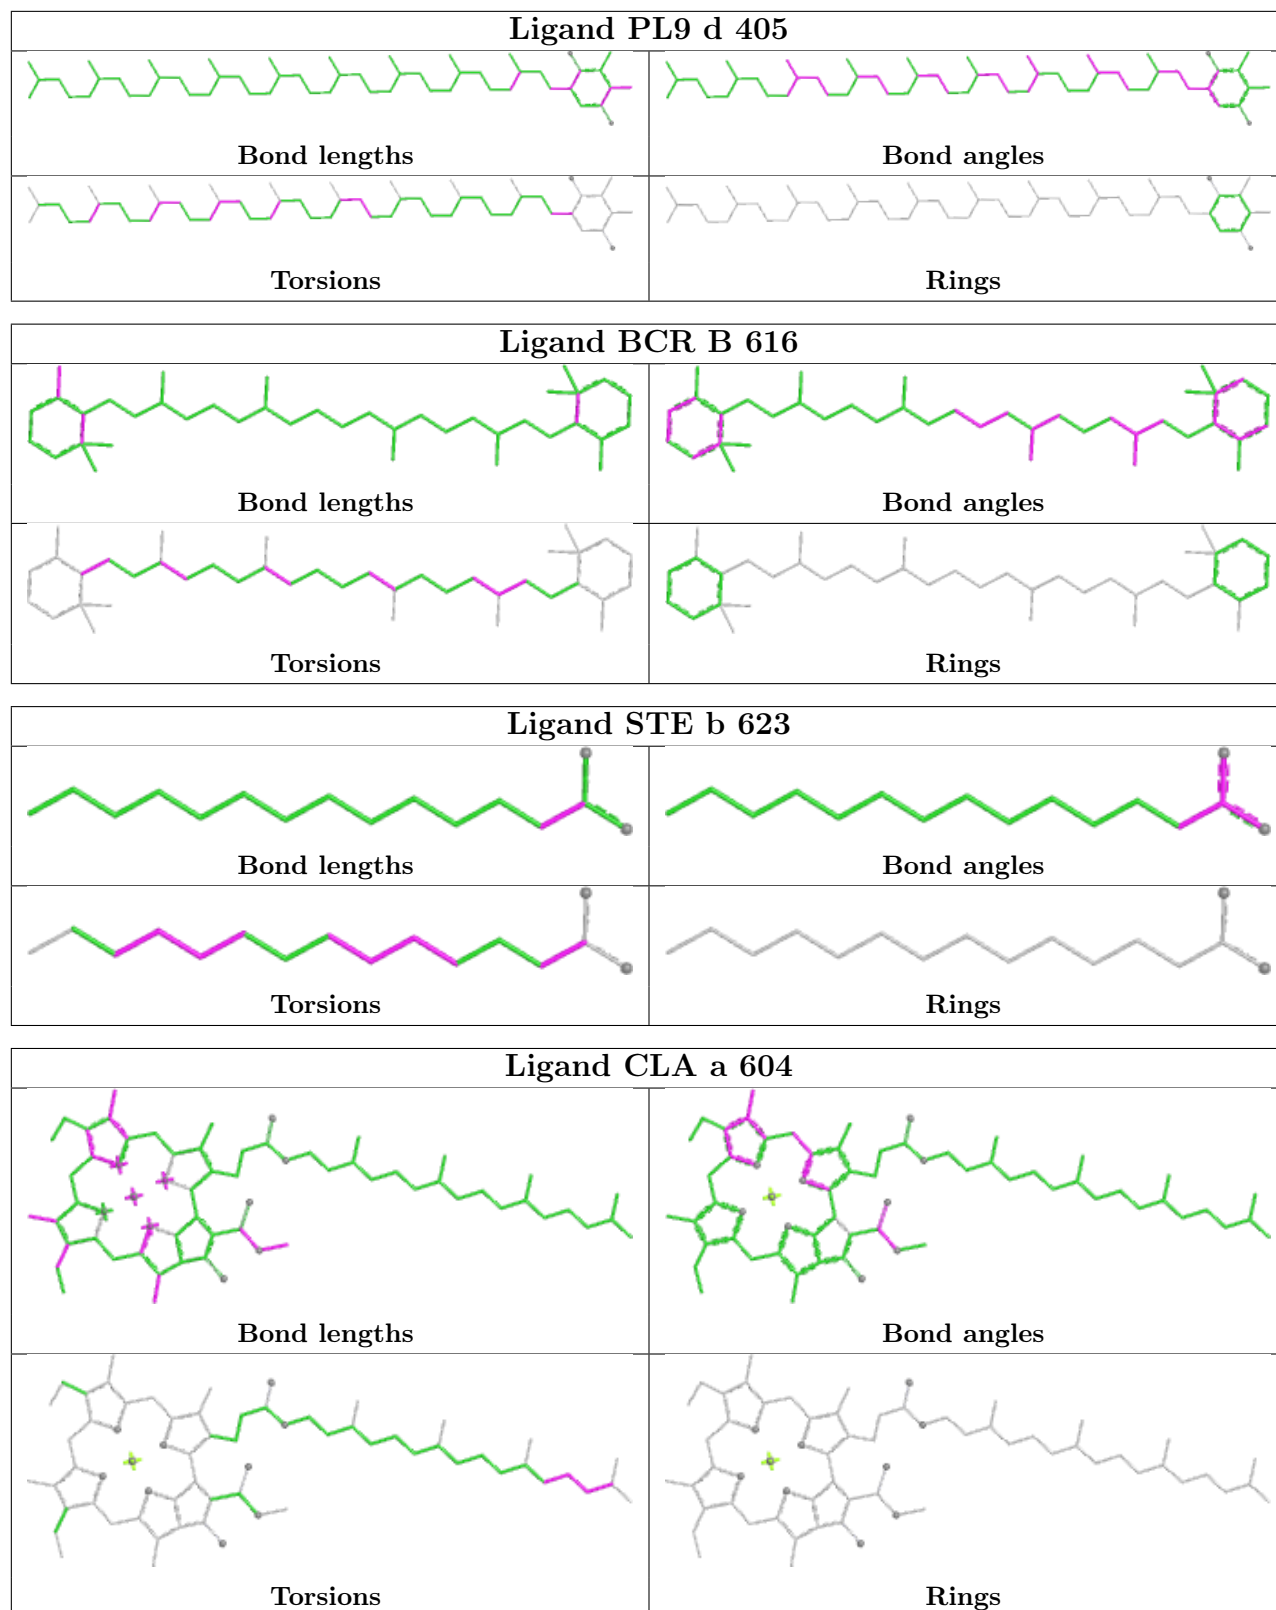 Ligand PL9 d 405
Bond lengths
Bond angles
Torsions
Rings
Ligand BCR B 616
Bond lengths
Bond angles
Torsions
Rings
Ligand STE b 623
Bond lengths
Bond angles
Torsions
Rings
Ligand CLA a 604
Bond lengths
Bond angles
Torsions
Rings